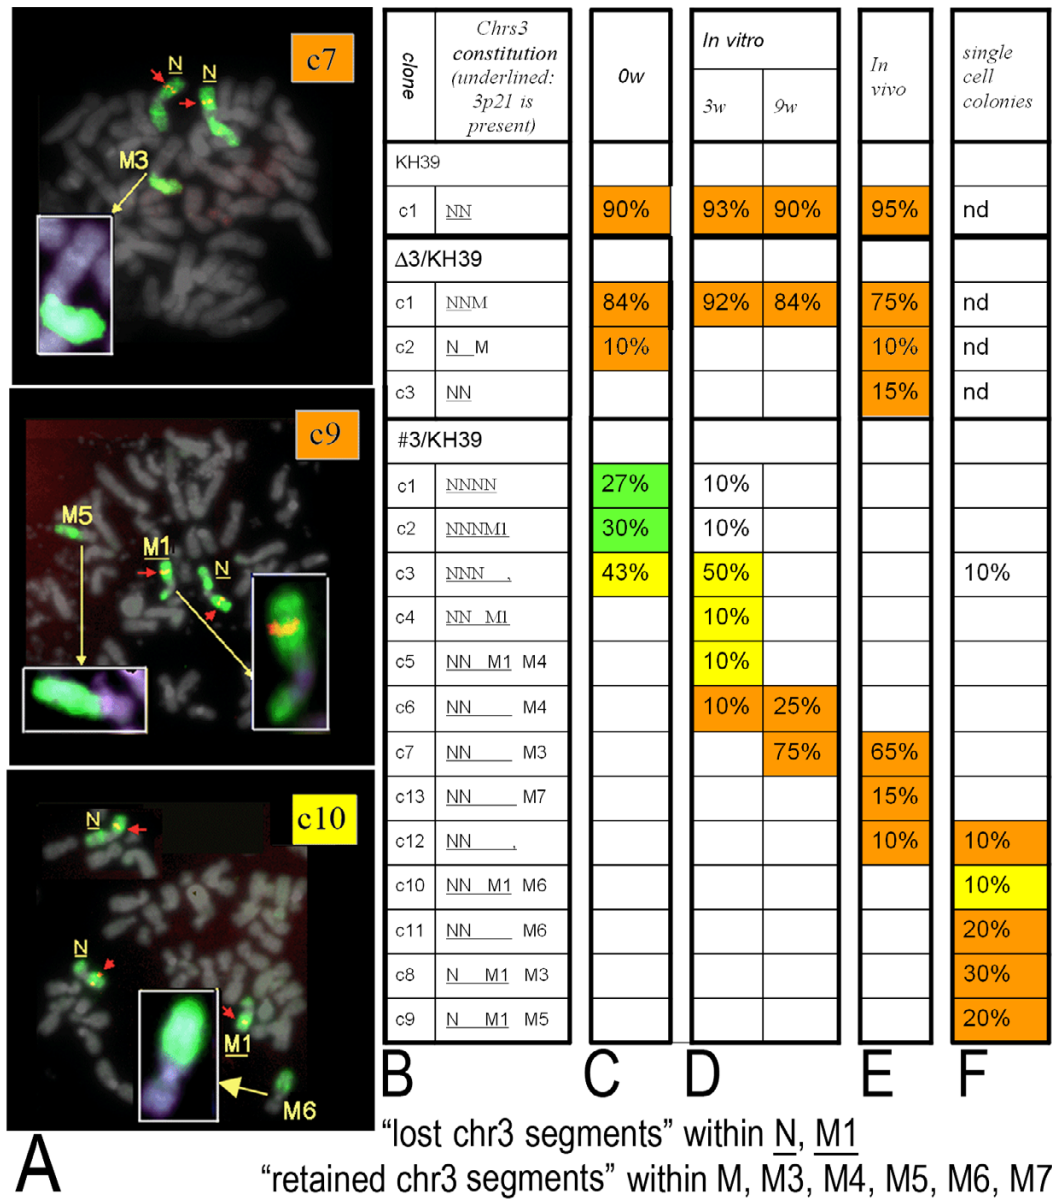 c7
N N
M3
c9
M5
M1
N
c10
N
N
M1
M6
A
clone
Chrs3
constitution
(underlined:
3p21 is
present)
0w
In vitro
3w 9w
In
vivo
single
cell
colonies
KH39
c1 NN 90% 93% 90% 95% nd
Δ3/KH39
c1 NNM 84% 92% 84% 75% nd
c2 N M 10% 10% nd
c3 NN 15% nd
#3/KH39
c1 NNNN 27% 10%
c2 NNNM1 30% 10%
c3 NNN , 43% 50% 10%
c4 NN M1 10%
c5 NN M1 M4 10%
c6 NN M4 10% 25%
c7 NN M3 75% 65%
c13 NN M7 15%
c12 NN , 10% 10%
c10 NN M1 M6 10%
c11 NN M6 20%
c8 N M1 M3 30%
c9 N M1 M5 20%
B C D E F
“lost chr3 segments” within N, M1
“retained chr3 segments” within M, M3, M4, M5, M6, M7